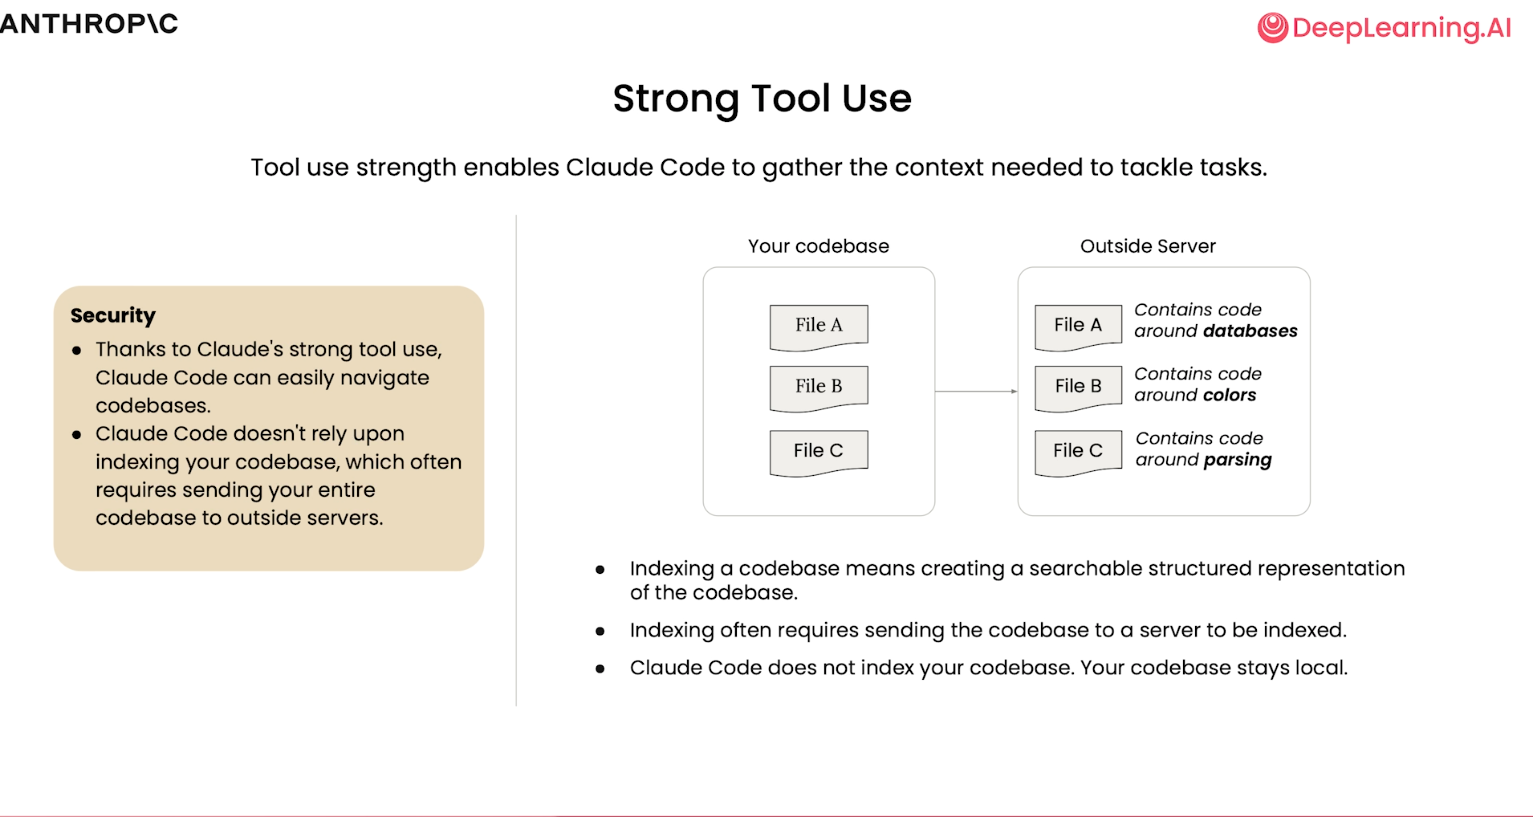 ANTHROP\C
DeepLearning.AI
Strong Tool Use
Tool use strength enables Claude Code to gather the context needed to tackle tasks.
Security
● Thanks to Claude's strong tool use,
Claude Code can easily navigate
codebases.
● Claude Code doesn't rely upon
indexing your codebase, which often
requires sending your entire
codebase to outside servers.
Your codebase
File A
File B
File C
Outside Server
File A
Contains code
around databases
File B
Contains code
around colors
File C
Contains code
around parsing
● Indexing a codebase means creating a searchable structured representation
of the codebase.
● Indexing often requires sending the codebase to a server to be indexed.
● Claude Code does not index your codebase. Your codebase stays local.